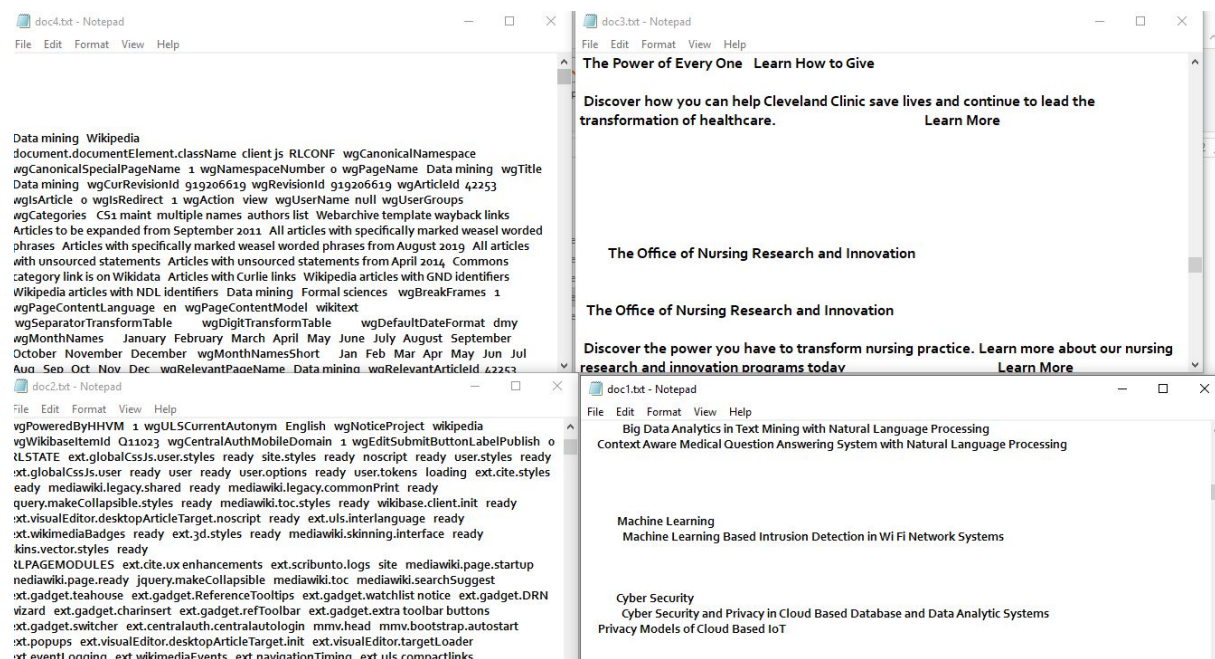 doc4.txt - Notepad
File Edit Format View Help
Data mining Wikipedia
document.documentElement.className client js RLCONF wgCanonicalNamespace
wgCanonicalSpecialPageName 1 wgNamespaceNumber 0 wgPageName Data mining wgTitle
Data mining wgCurRevisionId 919206619 wgRevisionId 919206619 wgArticleId 42253
wgIsArticle 0 wgIsRedirect 1 wgAction view wgUserName null wgUserGroups
wgCategories CS1 maint multiple names authors list Webarchive template wayback links
Articles to be expanded from September 2011 All articles with specifically marked weasel worded
phrases Articles with specifically marked weasel worded phrases from August 2019 All articles
with unsourced statements Articles with unsourced statements from April 2014 Commons
category link is on Wikidata Articles with Curlie links Wikipedia articles with GND identifiers
Wikipedia articles with NDL identifiers Data mining Formal sciences wgBreakFrames 1
wgPageContentLanguage en wgPageContentModel wikitext
wgSeparatorTransformTable wgDigitTransformTable wgDefaultDateFormat dmy
wgMonthNames January February March April May June July August September
October November December wgMonthNamesShort Jan Feb Mar Apr May Jun Jul
Aug Sep Oct Nov Dec wgRelevantPageName Data mining wgRelevantArticleId 42253
doc3.txt - Notepad
File Edit Format View Help
The Power of Every One Learn How to Give
Discover how you can help Cleveland Clinic save lives and continue to lead the
transformation of healthcare. Learn More
The Office of Nursing Research and Innovation
The Office of Nursing Research and Innovation
Discover the power you have to transform nursing practice. Learn more about our nursing
research and innovation programs today Learn More
doc2.txt - Notepad
File Edit Format View Help
wgPoweredByHHVM 1 wgULSCurrentAutonym English wgNoticeProject wikipedia
wgWikibaseItemId Q11023 wgCentralAuthMobileDomain 1 wgEditSubmitButtonLabelPublish 0
RLSTATE ext.globalCssJs.user.styles ready site.styles ready noscript ready user.styles ready
ext.globalCssJs.user ready user ready user.options ready user.tokens loading ext.cite.styles
ready mediawiki.legacy.shared ready mediawiki.legacy.commonPrint ready
jquery.makeCollapsible.styles ready mediawiki.toc.styles ready wikibase.client.init ready
ext.visualEditor.desktopArticleTarget.noscript ready ext.uls.interlanguage ready
ext.wikimediaBadges ready ext.3d.styles ready mediawiki.skinning.interface ready
skins.vector.styles ready
RLPAGEMODULES ext.cite.ux enhancements ext.scribunto.logs site mediawiki.page.startup
mediawiki.page.ready jquery.makeCollapsible mediawiki.toc mediawiki.searchSuggest
ext.gadget.teahouse ext.gadget.ReferenceTooltips ext.gadget.watchlist notice ext.gadget.DRN
wizard ext.gadget.charinsert ext.gadget.refToolbar ext.gadget.extra toolbar buttons
ext.gadget.switcher ext.centralauth.centralautologin mmv.head mmv.bootstrap.autostart
ext.popups ext.visualEditor.desktopArticleTarget.init ext.visualEditor.targetLoader
ext.eventLogging ext.wikimediaEvents ext.navigationTiming ext.uls.compactlinks
doc1.txt - Notepad
File Edit Format View Help
Big Data Analytics in Text Mining with Natural Language Processing
Context Aware Medical Question Answering System with Natural Language Processing
Machine Learning
Machine Learning Based Intrusion Detection in Wi Fi Network Systems
Cyber Security
Cyber Security and Privacy in Cloud Based Database and Data Analytic Systems
Privacy Models of Cloud Based IoT